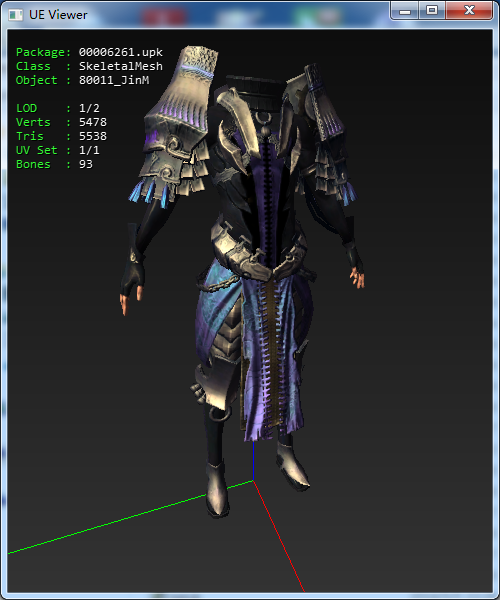 UE Viewer
Package: 00006261.upk
Class : SkeletalMesh
Object : 80011_JinM
LOD : 1/2
Verts : 5478
Tris : 5538
UV Set : 1/1
Bones : 93